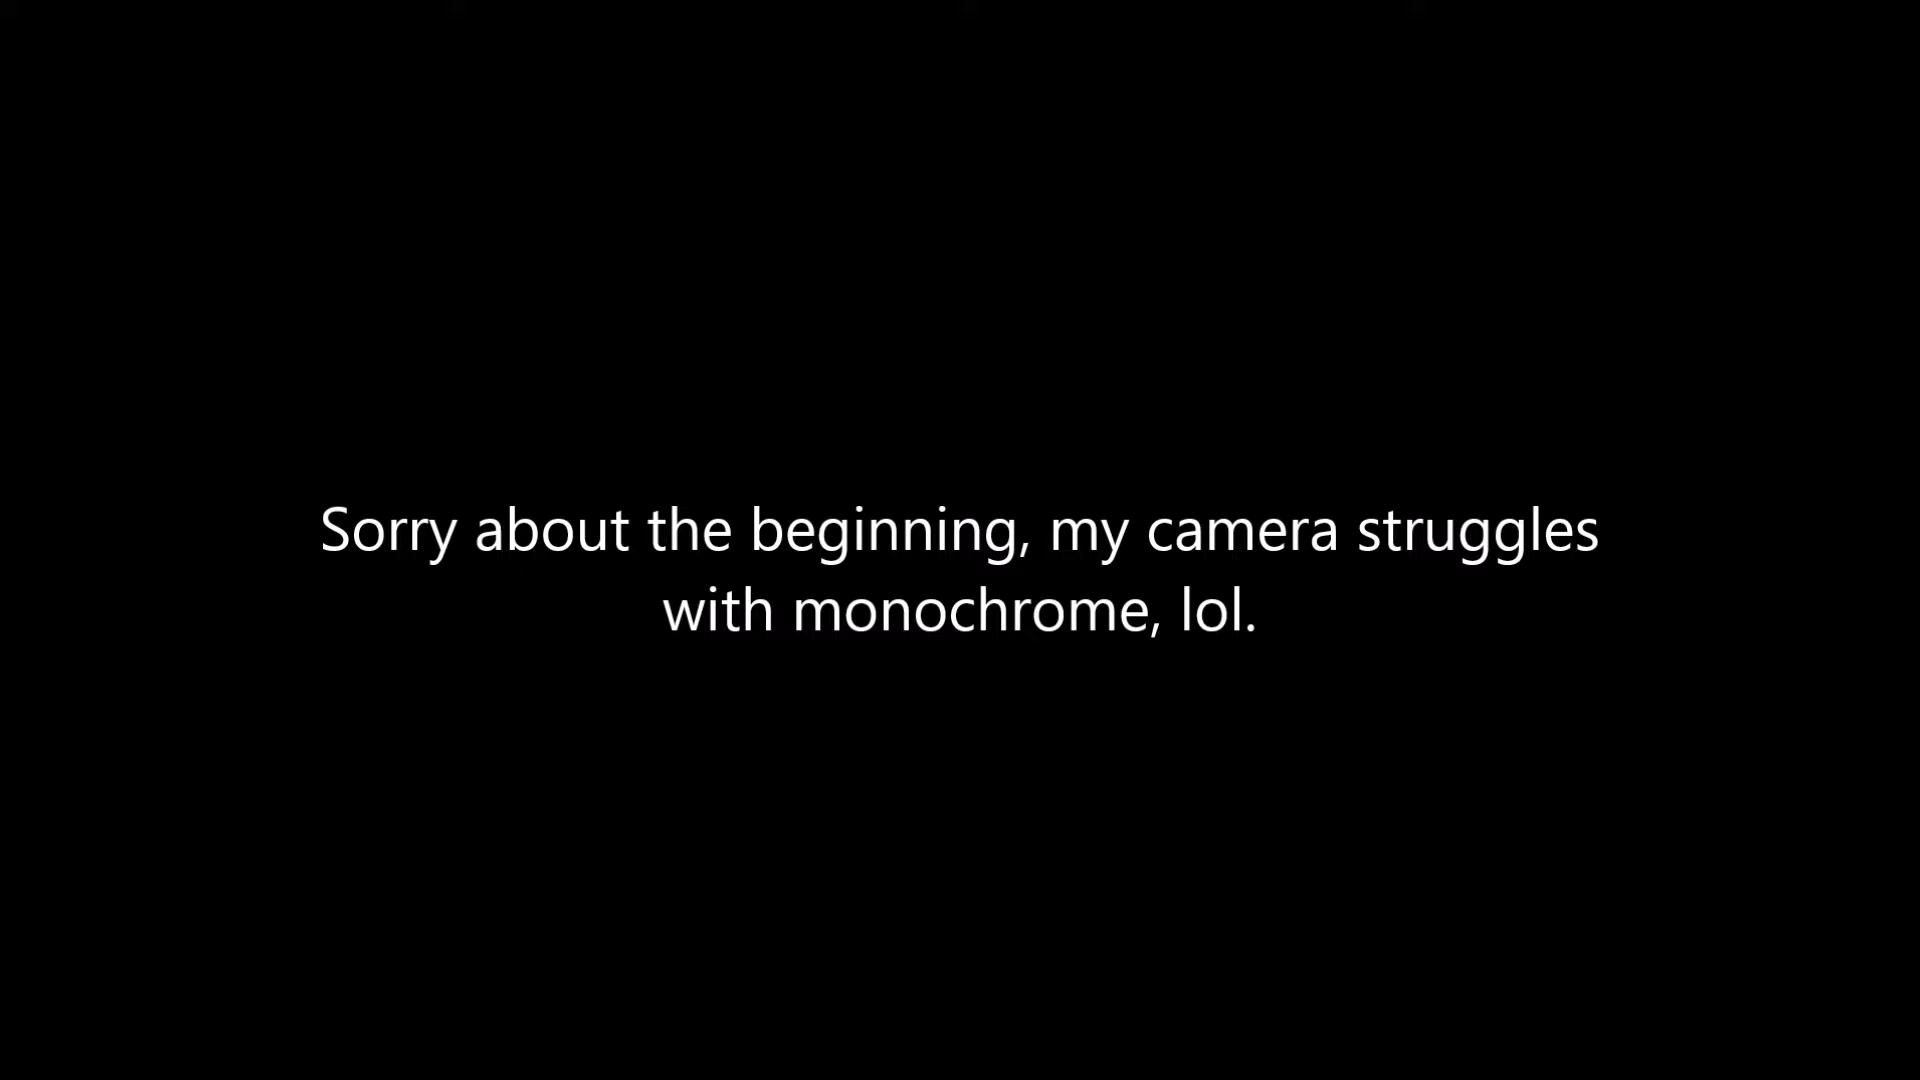 Sorry about the beginning, my camera struggles
with monochrome, lol.